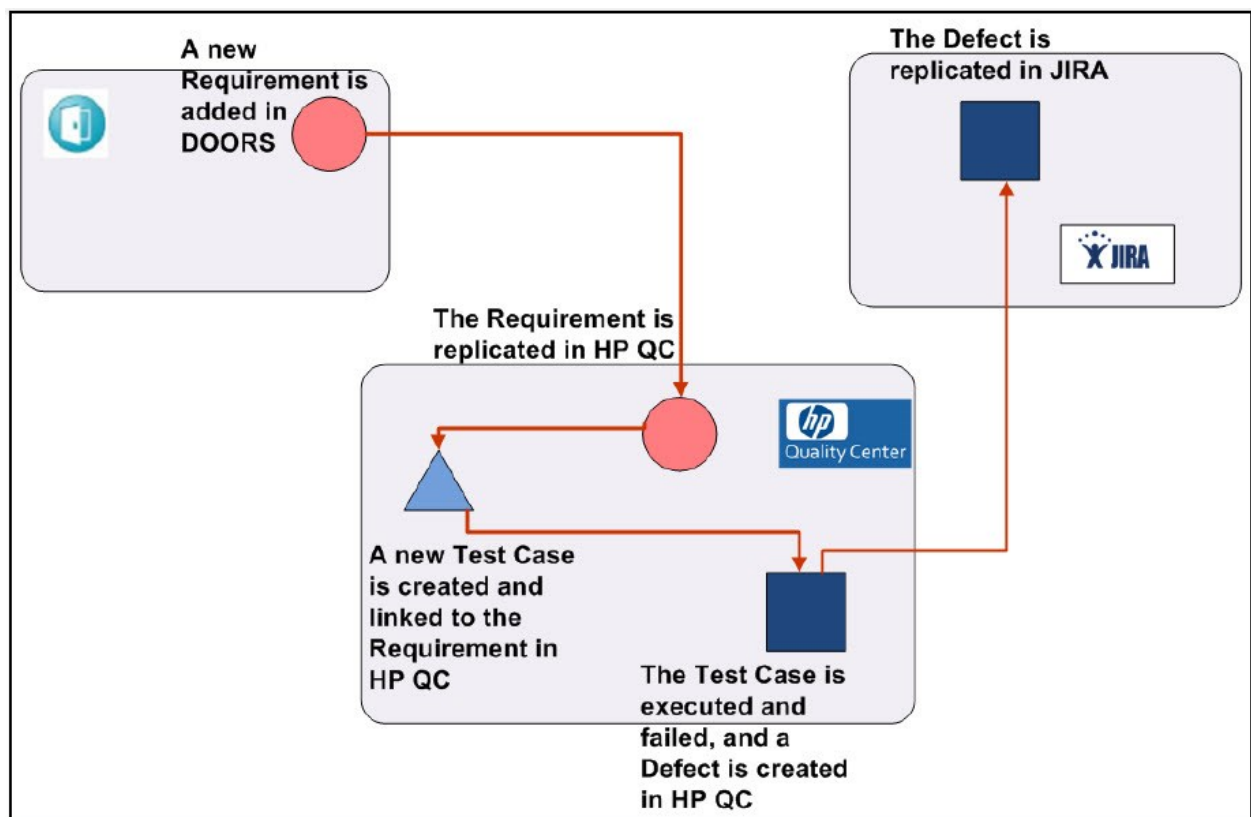 A new
Requirement is
added in
DOORS
The Defect is
replicated in JIRA
JIRA
The Requirement is
replicated in HP QC
hp
Quality Center
A new Test Case
is created and
linked to the
Requirement in
HP QC
The Test Case is
executed and
failed, and a
Defect is created
in HP QC